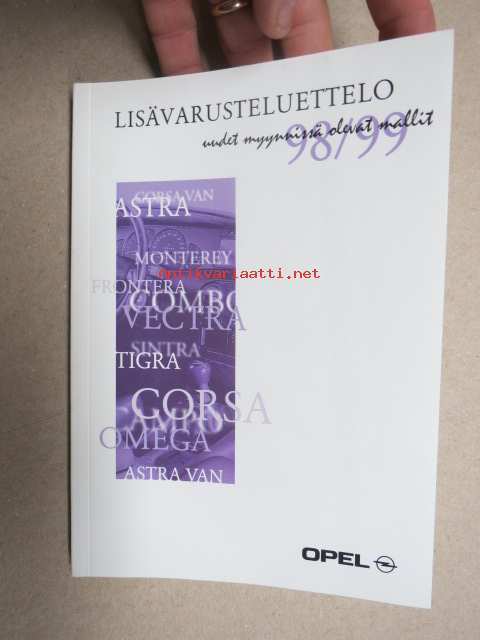 LISÄVARUSTELUETTELO
uudet myynnissä olevat mallit
98/99
CORSA VAN
ASTRA
MONTEREY
antikvariaatti.net
FRONTERA
COMBO
VECTRA
SINTRA
TIGRA
CORSA
CAMPO
OMEGA
ASTRA VAN
OPEL